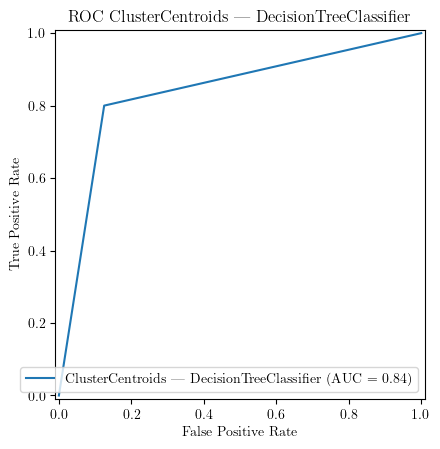 ROC ClusterCentroids — DecisionTreeClassifier
1.0
0.8
0.6
0.4
0.2
0.0
True Positive Rate
ClusterCentroids — DecisionTreeClassifier (AUC = 0.84)
0.0 0.2 0.4 0.6 0.8 1.0
False Positive Rate